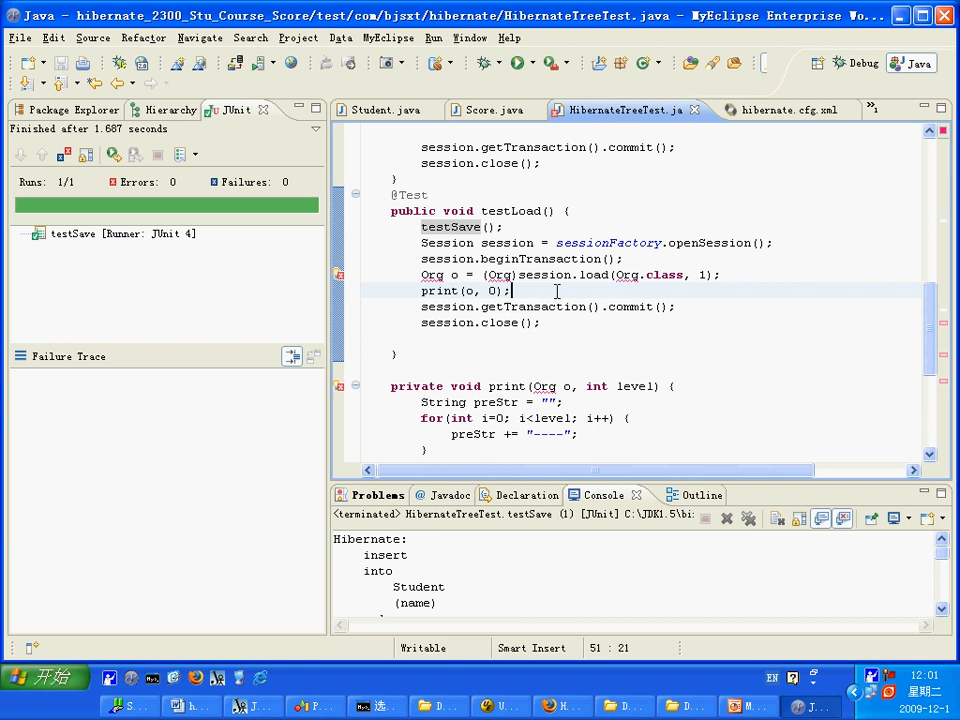 Java - hibernate_2300_Stu_Course_Score/test/com/bjsxt/hibernate/HibernateTreeTest.java - MyEclipse Enterprise Wo...
File Edit Source Refactor Navigate Search Project Data MyEclipse Run Window Help
Debug Java
Package Explorer Hierarchy JUnit
Student.java Score.java HibernateTreeTest.ja hibernate.cfg.xml
Finished after 1.687 seconds
Runs: 1/1 Errors: 0 Failures: 0
testSave [Runner: JUnit 4]
Failure Trace
session.getTransaction().commit();
session.close();
}
@Test
public void testLoad() {
testSave();
Session session = sessionFactory.openSession();
session.beginTransaction();
Org o = (Org)session.load(Org.class, 1);
print(o, 0);
session.getTransaction().commit();
session.close();
}
private void print(Org o, int level) {
String preStr = "";
for(int i=0; i<level; i++) {
preStr += "----";
}
Problems Javadoc Declaration Console Outline
<terminated> HibernateTreeTest.testSave (1) [JUnit] C:\JDK1.5\bi
Hibernate:
insert
into
Student
(name)
Writable Smart Insert 51 : 21
开始
EN
12:01
星期二
2009-12-1
S... h... J... P... 选... D... U... H... D... D... M... J...